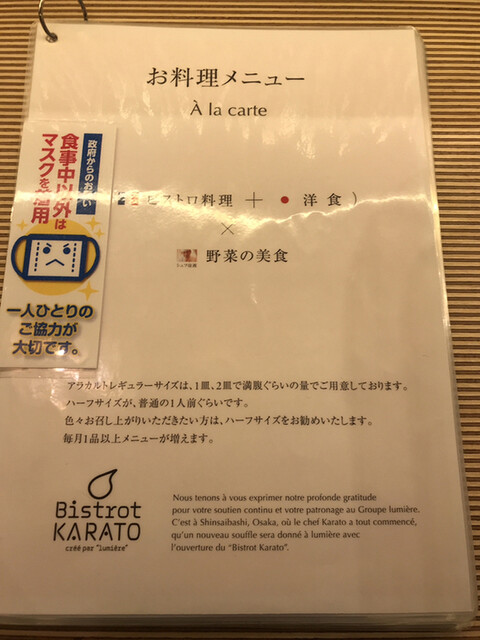 お料理メニュー
À la carte
政府からのお願い
食事中以外は
マスクを着用
一人ひとりの
ご協力が
大切です。
ビストロ料理 + ● 洋食 )
×
野菜の美食
アラカルトレギュラーサイズは、1皿、2皿で満腹ぐらいの量でご用意しております。
ハーフサイズが、普通の1人前ぐらいです。
色々お召し上がりいただきたい方は、ハーフサイズをお勧めいたします。
毎月1品以上メニューが増えます。
Bistrot
KARATO
créé par "lumière"
Nous tenons à vous exprimer notre profonde gratitude
pour votre soutien continu et votre patronage au Groupe lumière.
C'est à Shinsaibashi, Osaka, où le chef Karato a tout commencé,
qu'un nouveau souffle sera donné à lumière avec
l'ouverture du "Bistrot Karato".